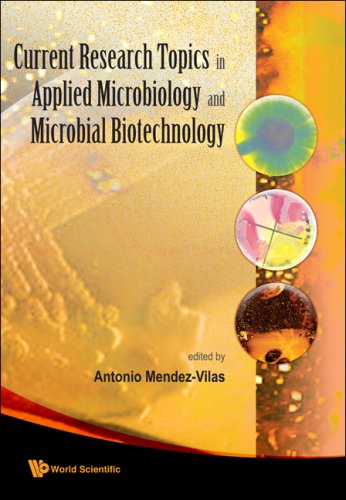 Current Research Topics in
Applied Microbiology and
Microbial Biotechnology
edited by
Antonio Mendez-Vilas
World Scientific